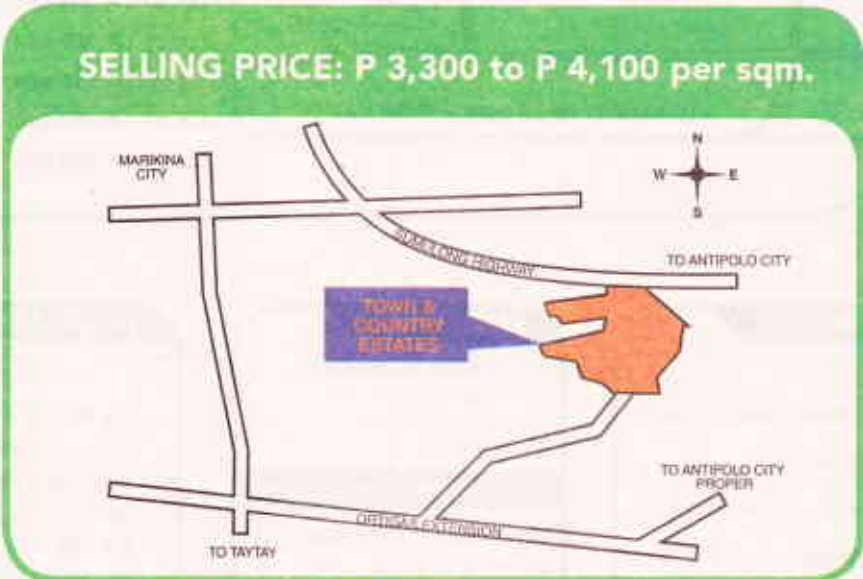 SELLING PRICE: P 3,300 to P 4,100 per sqm.
MARIKINA
CITY
N
W
E
S
SUMULONG HIGHWAY
TO ANTIPOLO CITY
TOWN &
COUNTRY
ESTATES
TO ANTIPOLO CITY
PROPER
ORTIGAS EXTENSION
TO TAYTAY